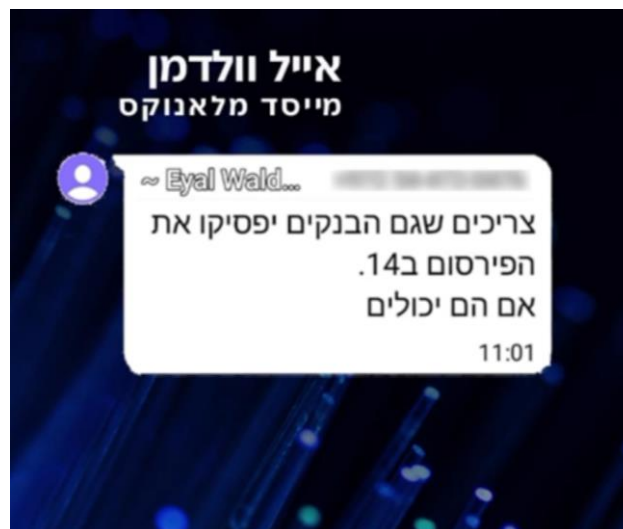 אייל וולדמן
מייסד מלאנוקס
~ Eyal Wald...
צריכים שגם הבנקים יפסיקו את
הפירסום ב14.
אם הם יכולים
11:01